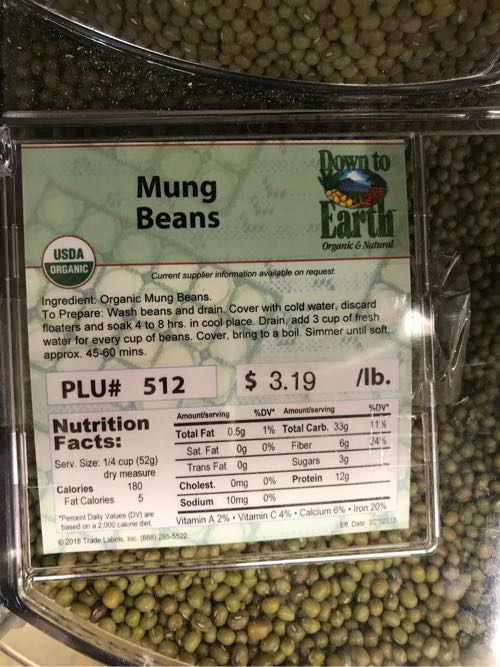 Mung
Beans
Down to
Earth
Organic & Natural
USDA
ORGANIC
Current supplier information available on request.
Ingredient: Organic Mung Beans.
To Prepare: Wash beans and drain. Cover with cold water, discard
floaters and soak 4 to 8 hrs. in cool place. Drain, add 3 cup of fresh
water for every cup of beans. Cover, bring to a boil. Simmer until soft,
approx. 45-60 mins.
PLU# 512
$ 3.19 /lb.
Nutrition
Facts:
Serv. Size: 1/4 cup (52g)
dry measure
Calories 180
Fat Calories 5
*Percent Daily Values (DV) are
based on a 2,000 calorie diet.
Amount/serving %DV* Amount/serving %DV*
Total Fat 0.5g 1% Total Carb. 33g 11%
Sat. Fat 0g 0% Fiber 6g 24%
Trans Fat 0g Sugars 3g
Cholest. 0mg 0% Protein 12g
Sodium 10mg 0%
Vitamin A 2% • Vitamin C 4% • Calcium 6% • Iron 20%
© 2018 Trade Labels, Inc. (888) 285-5522
Eff. Date: 3/21/2018